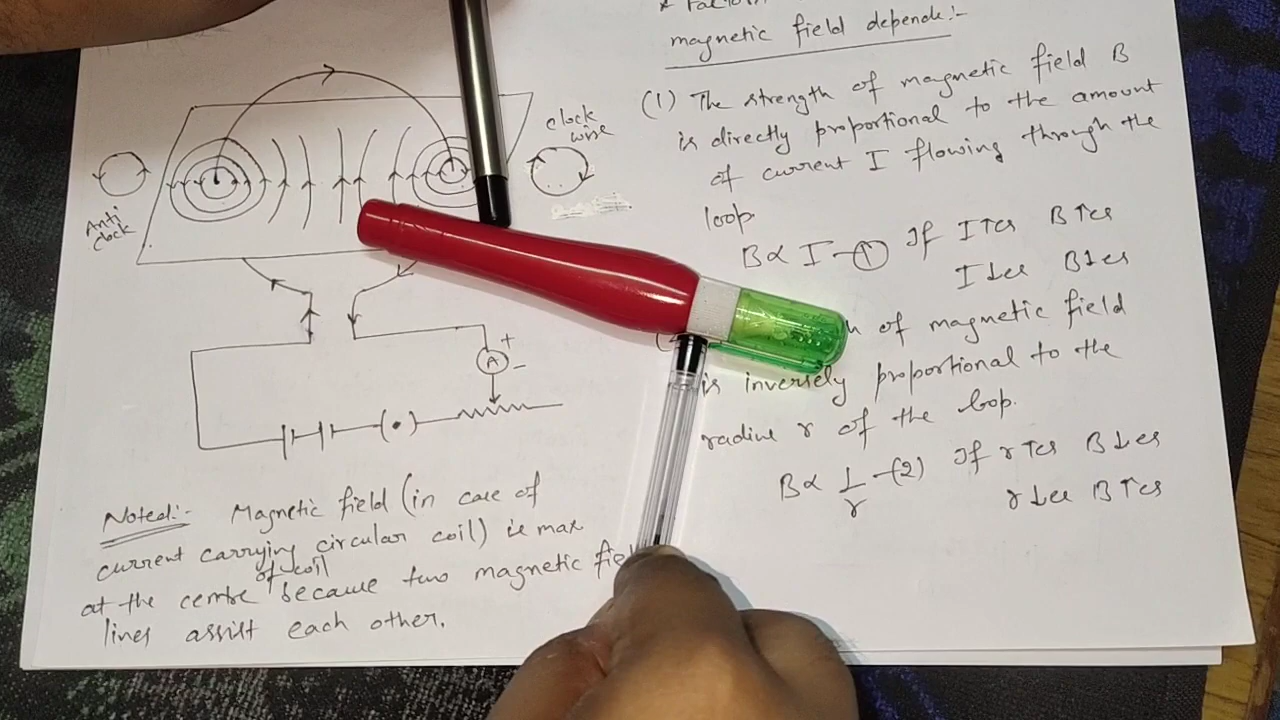 clock
wise
Anti
clock
A
+
-
Noted:- Magnetic field (in case of
current carrying circular coil) is max
at the centre of coil because two magnetic
lines assist each other.
magnetic field depends:-
(1) The strength of magnetic field B
is directly proportional to the amount
of current I flowing through the
loop
B∝ I -① If I↑es B↑es
I↓es B↓es
of magnetic field
is inversely proportional to the
radius r of the loop.
B∝ 1/r -(2) If r↑es B↓es
r↓es B↑es